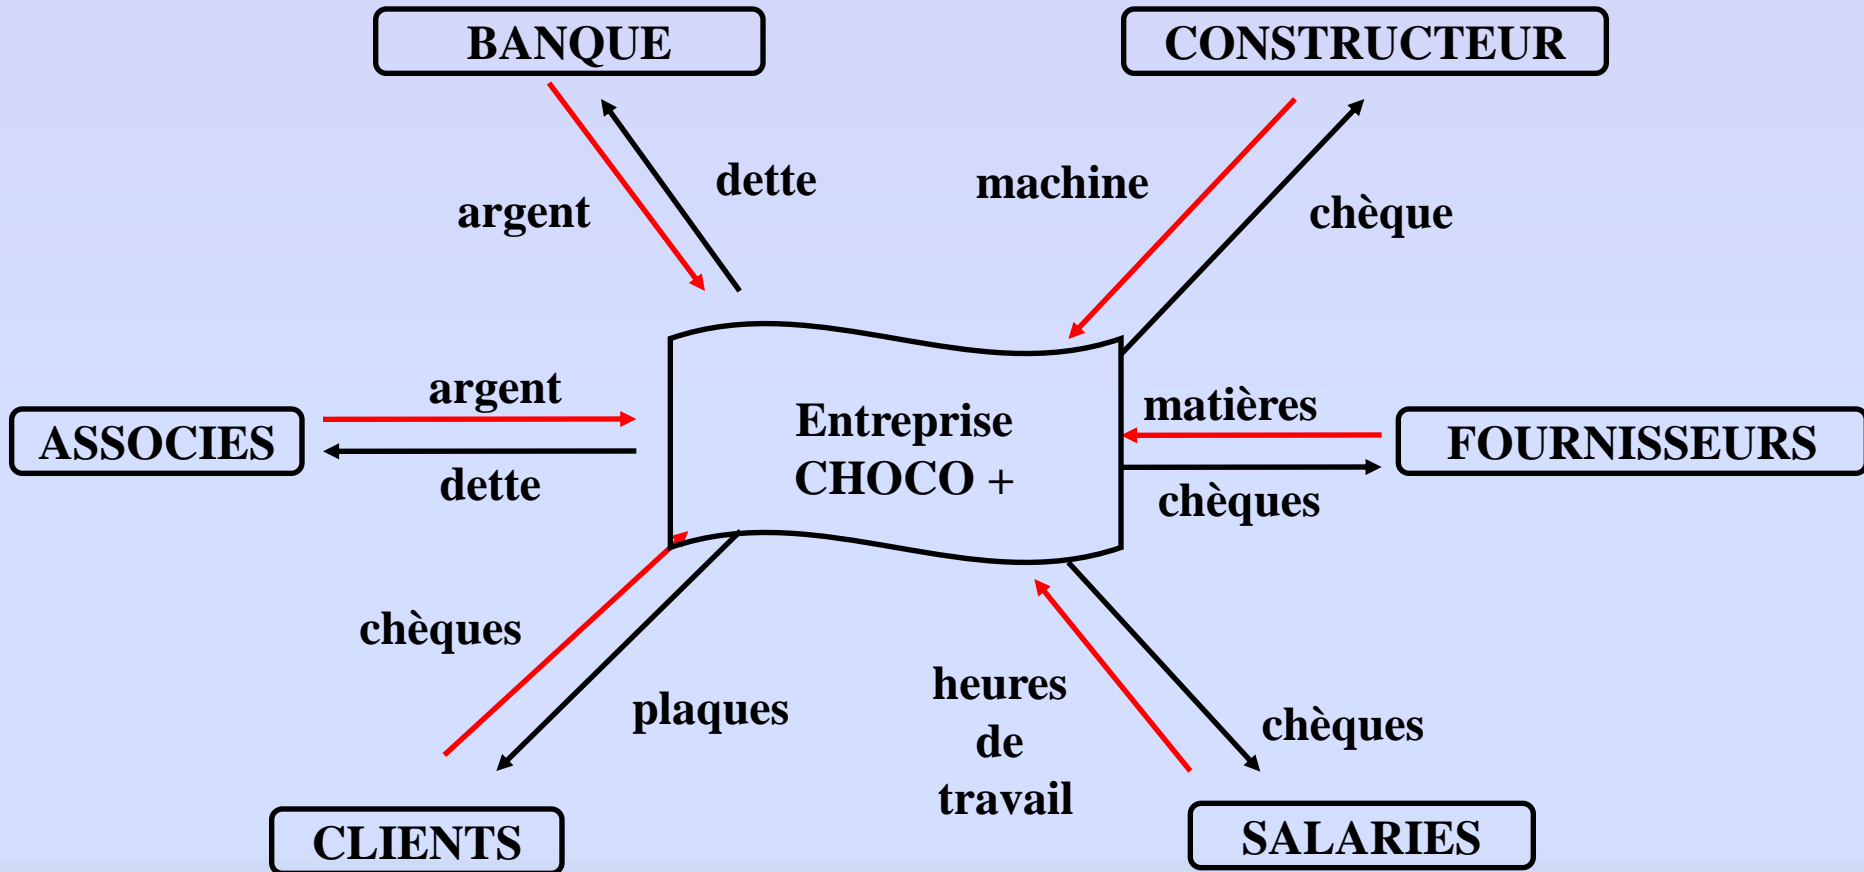 BANQUE
CONSTRUCTEUR
dette
argent
machine
chèque
argent
ASSOCIES
dette
Entreprise
CHOCO +
matières
FOURNISSEURS
chèques
chèques
plaques
heures
de
travail
chèques
CLIENTS
SALARIES